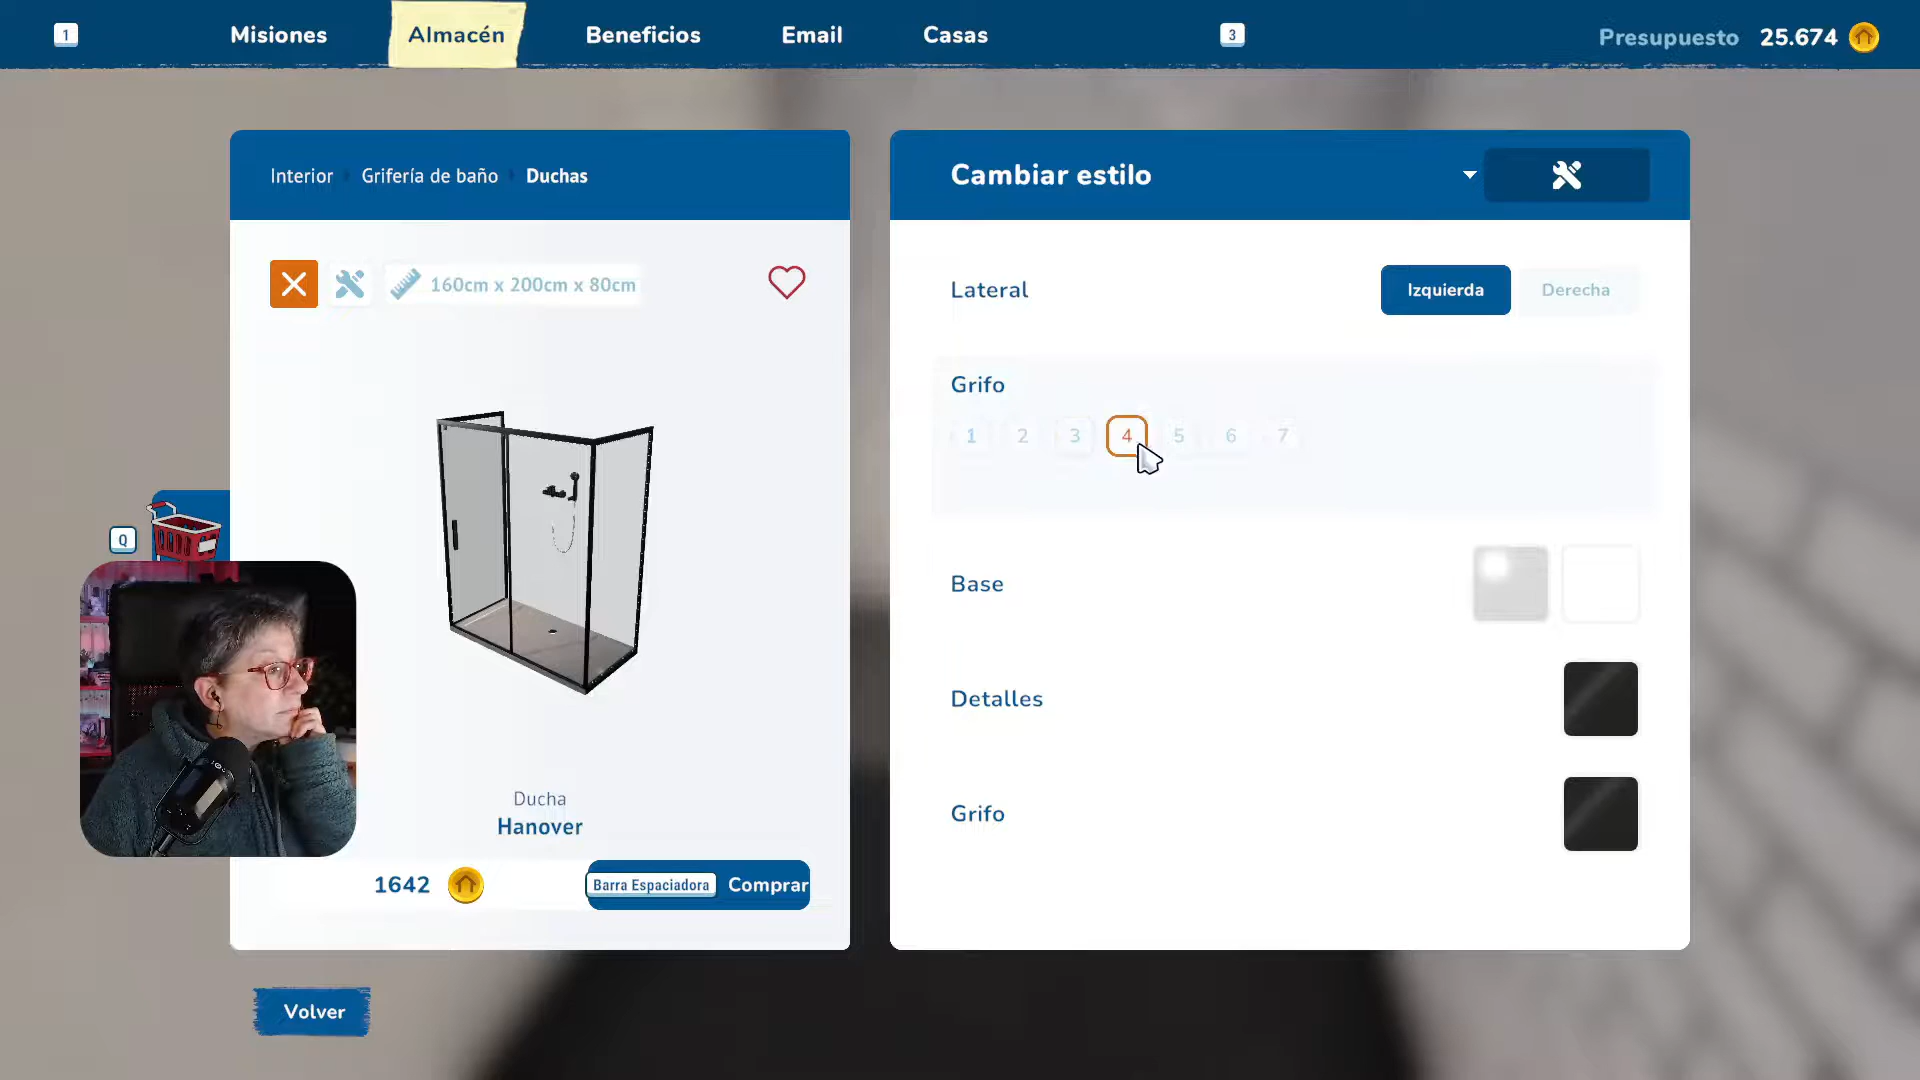 1
Misiones
Almacén
Beneficios
Email
Casas
3
Presupuesto 25.674
Interior Grifería de baño Duchas
160cm x 200cm x 80cm
Ducha
Hanover
1642
Barra Espaciadora Comprar
Q
Volver
Cambiar estilo
Lateral
Izquierda Derecha
Grifo
1 2 3 4 5 6 7
Base
Detalles
Grifo